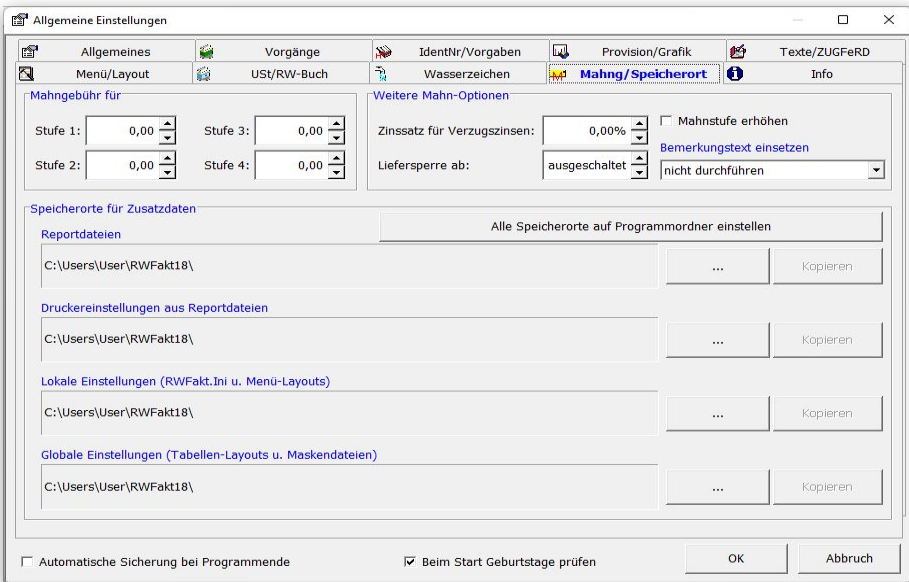 Allgemeine Einstellungen
Allgemeines Vorgänge IdentNr/Vorgaben Provision/Grafik Texte/ZUGFeRD
Menü/Layout USt/RW-Buch Wasserzeichen Mahng/Speicherort Info
Mahngebühr für Weitere Mahn-Optionen
Stufe 1: 0,00 Stufe 3: 0,00 Zinssatz für Verzugszinsen: 0,00% Mahnstufe erhöhen
Bemerkungstext einsetzen
Stufe 2: 0,00 Stufe 4: 0,00 Liefersperre ab: ausgeschaltet nicht durchführen
Speicherorte für Zusatzdaten
Alle Speicherorte auf Programmordner einstellen
Reportdateien
C:\Users\User\RWFakt18\ ... Kopieren
Druckereinstellungen aus Reportdateien
C:\Users\User\RWFakt18\ ... Kopieren
Lokale Einstellungen (RWFakt.Ini u. Menü-Layouts)
C:\Users\User\RWFakt18\ ... Kopieren
Globale Einstellungen (Tabellen-Layouts u. Maskendateien)
C:\Users\User\RWFakt18\ ... Kopieren
Automatische Sicherung bei Programmende Beim Start Geburtstage prüfen OK Abbruch